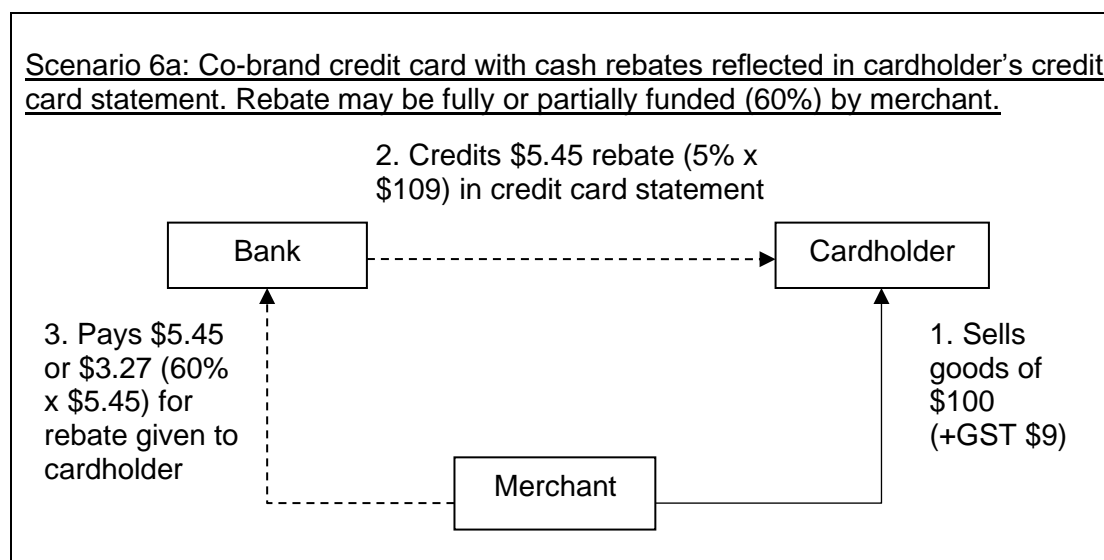 Scenario 6a: Co-brand credit card with cash rebates reflected in cardholder’s credit
card statement. Rebate may be fully or partially funded (60%) by merchant.
2. Credits $5.45 rebate (5% x
$109) in credit card statement
Bank
Cardholder
3. Pays $5.45
or $3.27 (60%
x $5.45) for
rebate given to
cardholder
1. Sells
goods of
$100
(+GST $9)
Merchant